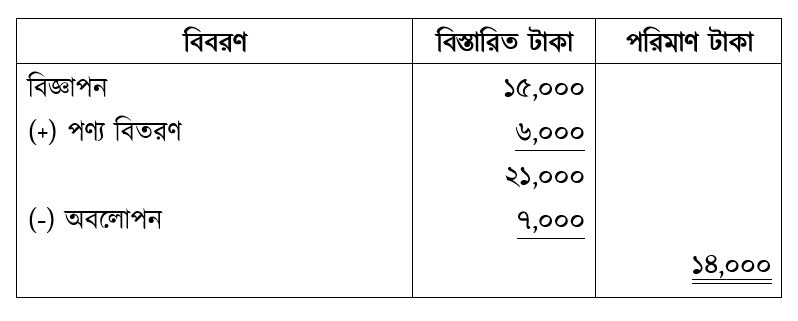 বিবরণ বিস্তারিত টাকা পরিমাণ টাকা
বিজ্ঞাপন ১৫,০০০
(+) পণ্য বিতরণ ৬,০০০
২১,০০০
(-) অবলোপন ৭,০০০
১৪,০০০